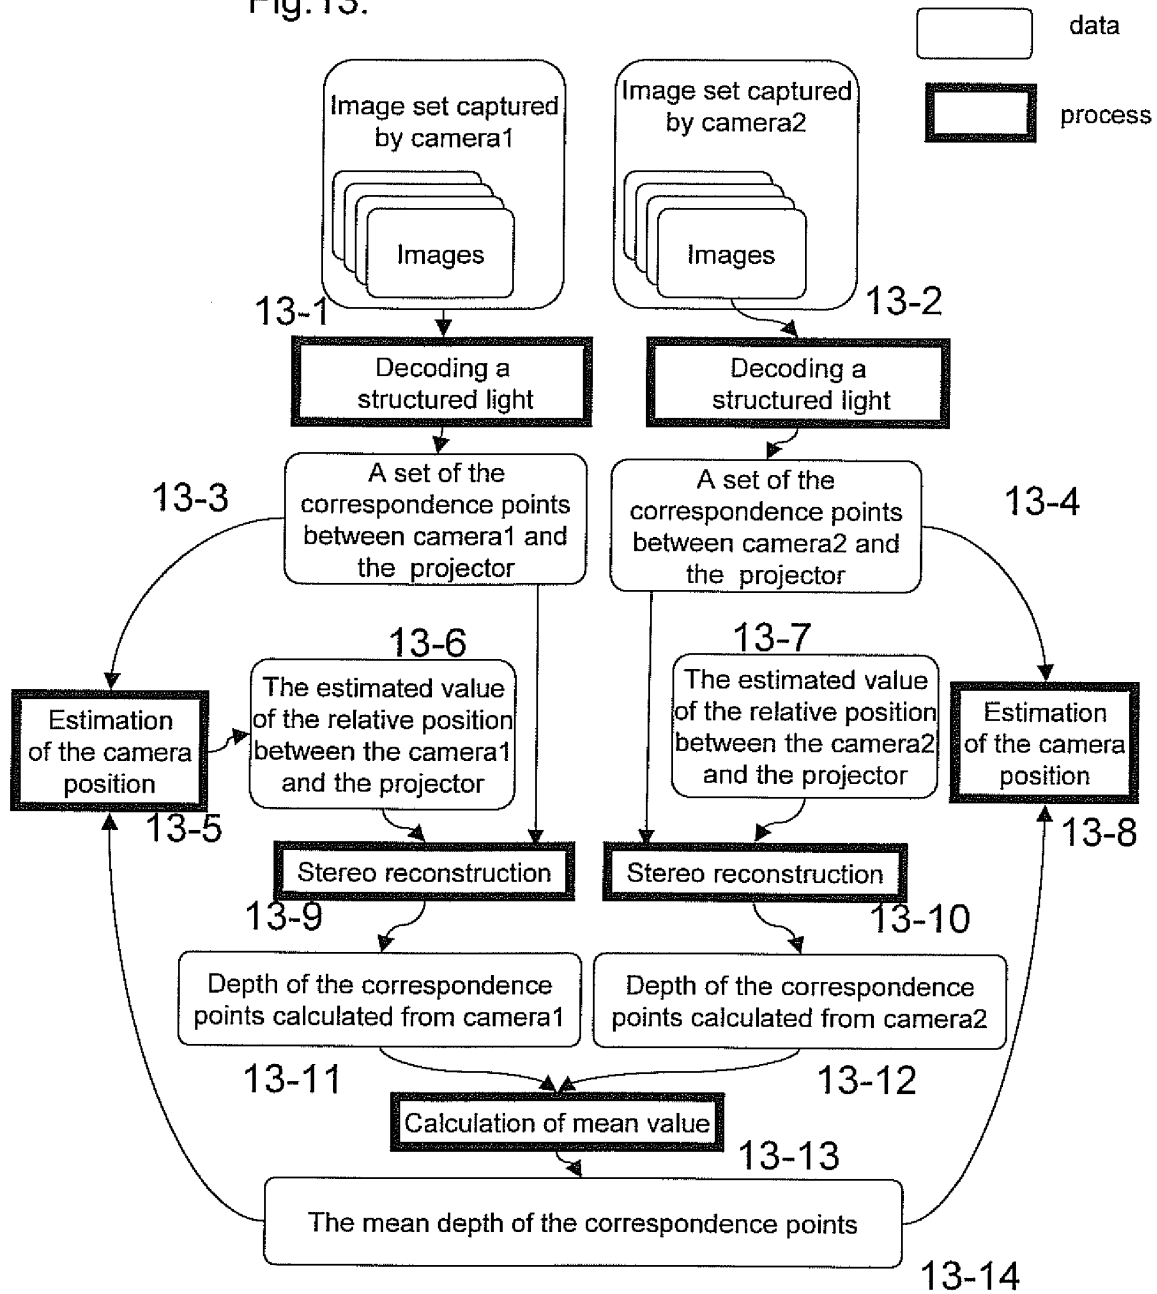 Fig.13.
data
process
Image set captured
by camera1
Images
Image set captured
by camera2
Images
13-1
13-2
Decoding a
structured light
Decoding a
structured light
13-3
A set of the
correspondence points
between camera1 and
the projector
A set of the
correspondence points
between camera2 and
the projector
13-4
13-6
13-7
Estimation
of the camera
position
13-5
The estimated value
of the relative position
between the camera1
and the projector
The estimated value
of the relative position
between the camera2
and the projector
Estimation
of the camera
position
13-8
Stereo reconstruction
13-9
Stereo reconstruction
13-10
Depth of the correspondence
points calculated from camera1
13-11
Depth of the correspondence
points calculated from camera2
13-12
Calculation of mean value
13-13
The mean depth of the correspondence points
13-14